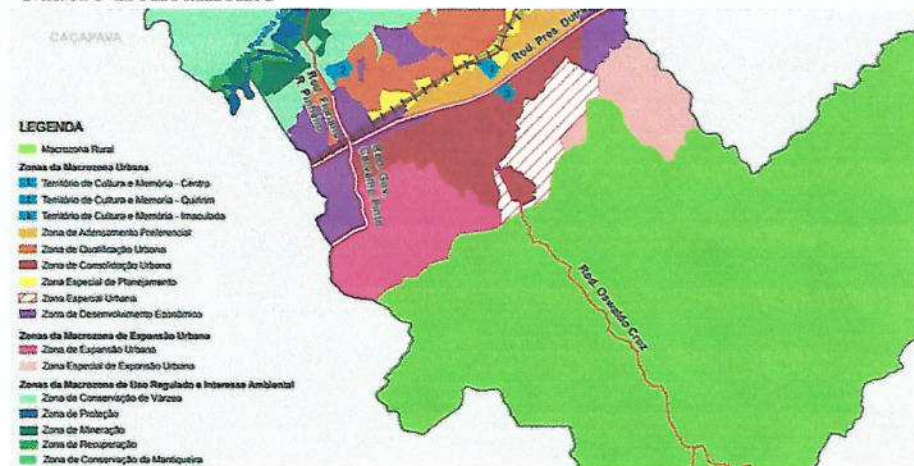 CAÇAPAVA
Rod. Pres. Dutra
LEGENDA
Macrozona Rural
Zonas da Macrozona Urbana
Território de Cultura e Memória - Centro
Território de Cultura e Memória - Quiririm
Território de Cultura e Memória - Imaculada
Zona de Adensamento Preferencial
Zona de Qualificação Urbana
Zona de Consolidação Urbana
Zona Especial de Planejamento
Zona Especial Urbana
Zona de Desenvolvimento Econômico
Zonas da Macrozona de Expansão Urbana
Zona de Expansão Urbana
Zona Especial de Expansão Urbana
Zonas da Macrozona de Uso Regulado e Interesse Ambiental
Zona de Conservação de Várzea
Zona de Proteção
Zona de Mineração
Zona de Recuperação
Zona de Conservação da Mantiqueira
Rod. Oswaldo Cruz